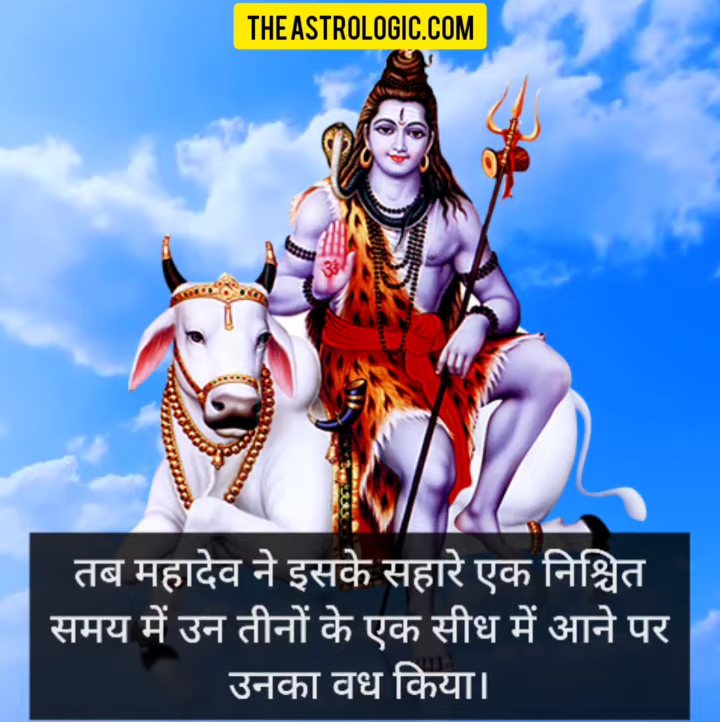 THEASTROLOGIC.COM
ॐ
तब महादेव ने इसके सहारे एक निश्चित
समय में उन तीनों के एक सीध में आने पर
उनका वध किया।